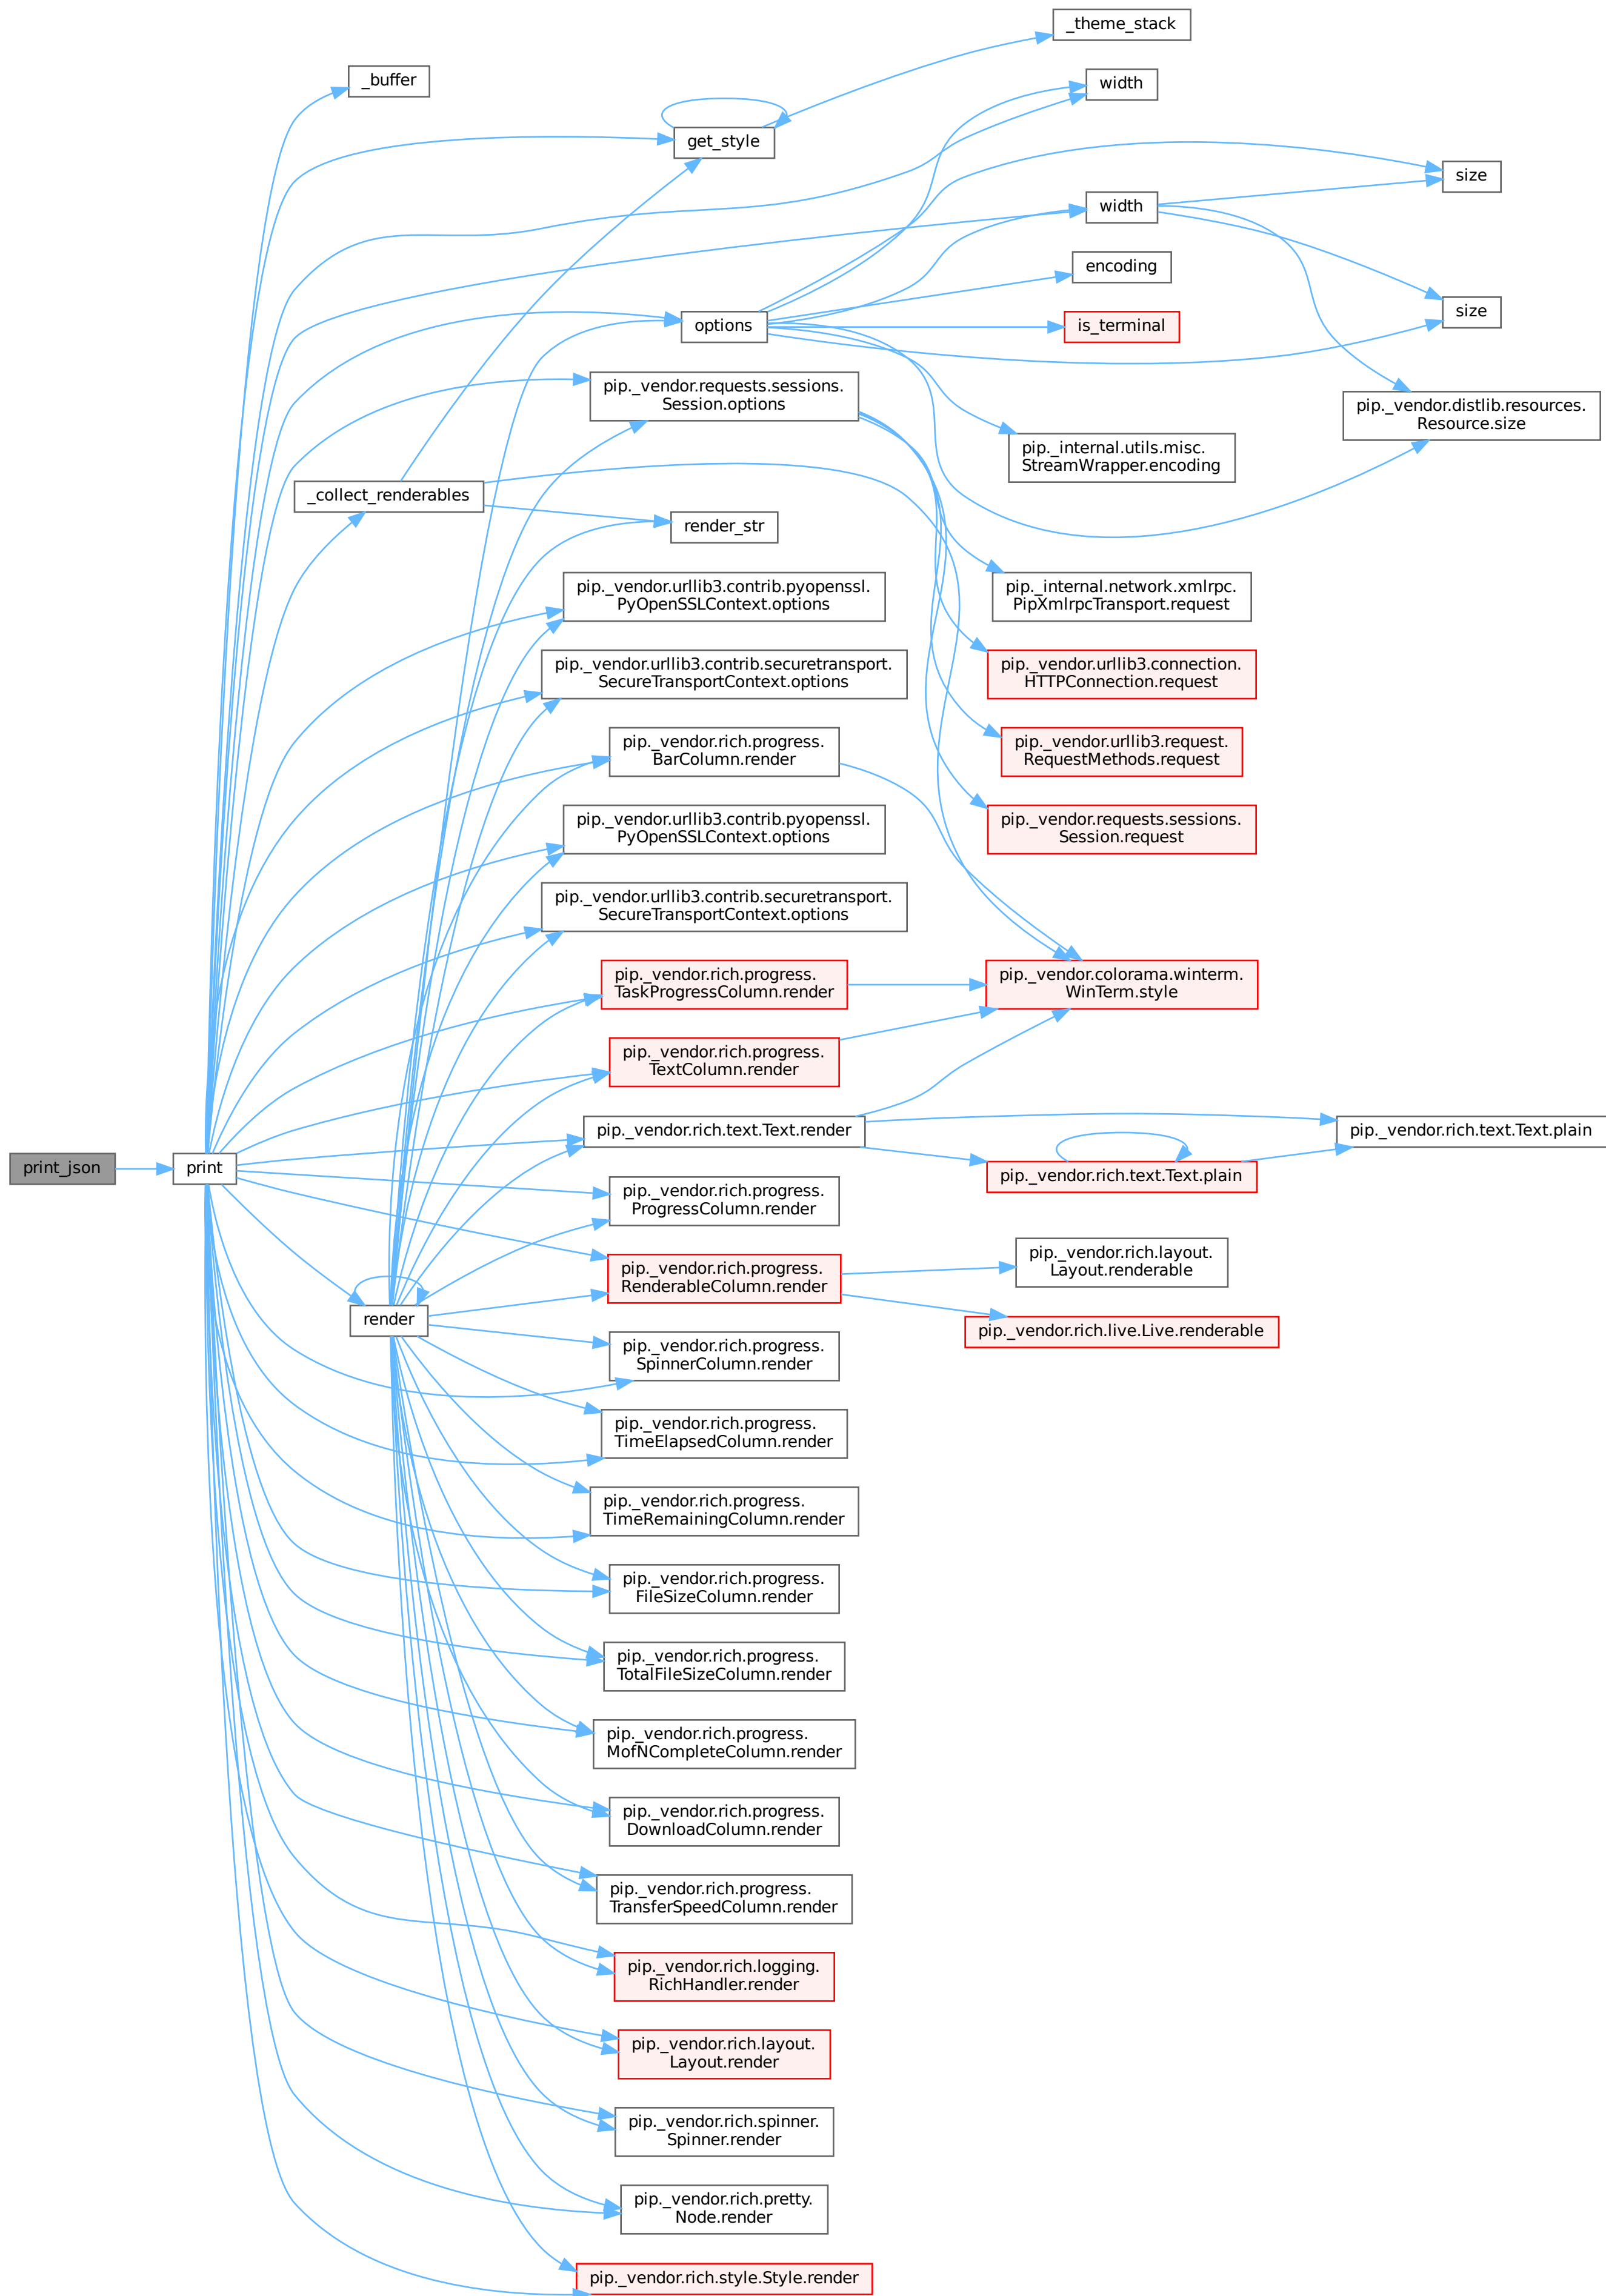 _theme_stack
_buffer
width
get_style
size
width
encoding
size
options
is_terminal
pip._vendor.requests.sessions.
Session.options
pip._vendor.distlib.resources.
Resource.size
pip._internal.utils.misc.
StreamWrapper.encoding
_collect_renderables
render_str
pip._vendor.urllib3.contrib.pyopenssl.
PyOpenSSLContext.options
pip._internal.network.xmlrpc.
PipXmlrpcTransport.request
pip._vendor.urllib3.contrib.securetransport.
SecureTransportContext.options
pip._vendor.urllib3.connection.
HTTPConnection.request
pip._vendor.rich.progress.
BarColumn.render
pip._vendor.urllib3.request.
RequestMethods.request
pip._vendor.urllib3.contrib.pyopenssl.
PyOpenSSLContext.options
pip._vendor.requests.sessions.
Session.request
pip._vendor.urllib3.contrib.securetransport.
SecureTransportContext.options
pip._vendor.rich.progress.
TaskProgressColumn.render
pip._vendor.colorama.winterm.
WinTerm.style
pip._vendor.rich.progress.
TextColumn.render
pip._vendor.rich.text.Text.render
pip._vendor.rich.text.Text.plain
print_json
print
pip._vendor.rich.text.Text.plain
pip._vendor.rich.progress.
ProgressColumn.render
pip._vendor.rich.layout.
Layout.renderable
pip._vendor.rich.progress.
RenderableColumn.render
render
pip._vendor.rich.live.Live.renderable
pip._vendor.rich.progress.
SpinnerColumn.render
pip._vendor.rich.progress.
TimeElapsedColumn.render
pip._vendor.rich.progress.
TimeRemainingColumn.render
pip._vendor.rich.progress.
FileSizeColumn.render
pip._vendor.rich.progress.
TotalFileSizeColumn.render
pip._vendor.rich.progress.
MofNCompleteColumn.render
pip._vendor.rich.progress.
DownloadColumn.render
pip._vendor.rich.progress.
TransferSpeedColumn.render
pip._vendor.rich.logging.
RichHandler.render
pip._vendor.rich.layout.
Layout.render
pip._vendor.rich.spinner.
Spinner.render
pip._vendor.rich.pretty.
Node.render
pip._vendor.rich.style.Style.render